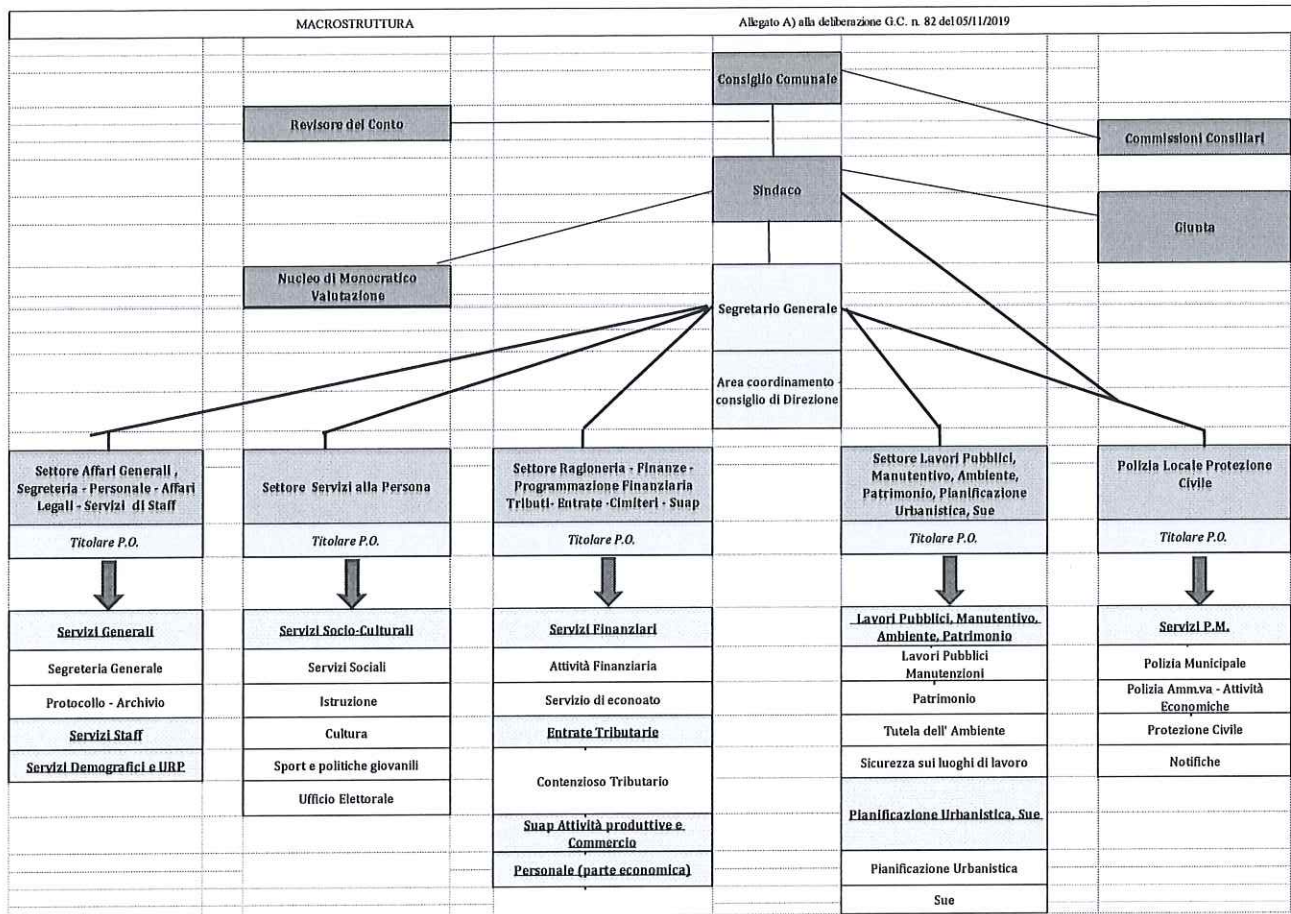 MACROSTRUTTURA
Allegato A) alla deliberazione G.C. n. 82 del 05/11/2019
Consiglio Comunale
Revisore del Conto
Commissioni Consiliari
Sindaco
Giunta
Nucleo di Monocratico
Valutazione
Segretario Generale
Area coordinamento -
consiglio di Direzione
Settore Affari Generali ,
Segreteria - Personale - Affari
Legali - Servizi di Staff
Titolare P.O.
Settore Servizi alla Persona
Titolare P.O.
Settore Ragioneria - Finanze -
Programmazione Finanziaria
Tributi- Entrate -Cimiteri - Suap
Titolare P.O.
Settore Lavori Pubblici,
Manutentivo, Ambiente,
Patrimonio, Pianificazione
Urbanistica, Sue
Titolare P.O.
Polizia Locale Protezione
Civile
Titolare P.O.
Servizi Generali
Segreteria Generale
Protocollo - Archivio
Servizi Staff
Servizi Demografici e URP
Servizi Socio-Culturali
Servizi Sociali
Istruzione
Cultura
Sport e politiche giovanili
Ufficio Elettorale
Servizi Finanziari
Attività Finanziaria
Servizio di econoato
Entrate Tributarie
Contenzioso Tributario
Suap Attività produttive e
Commercio
Personale (parte economica)
Lavori Pubblici, Manutentivo,
Ambiente, Patrimonio
Lavori Pubblici
Manutenzioni
Patrimonio
Tutela dell' Ambiente
Sicurezza sui luoghi di lavoro
Pianificazione Urbanistica, Sue
Pianificazione Urbanistica
Sue
Servizi P.M.
Polizia Municipale
Polizia Amm.va - Attività
Economiche
Protezione Civile
Notifiche